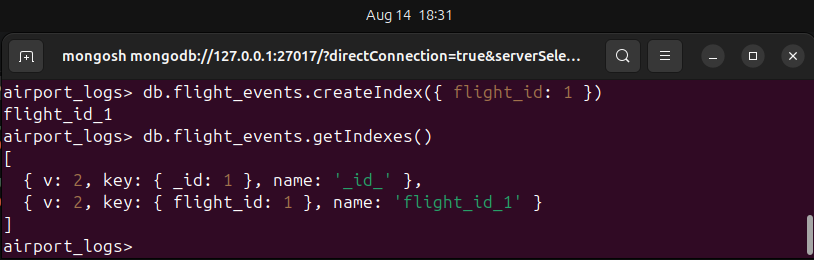 Aug 14 18:31
mongosh mongodb://127.0.0.1:27017/?directConnection=true&serverSele...
airport_logs> db.flight_events.createIndex({ flight_id: 1 })
flight_id_1
airport_logs> db.flight_events.getIndexes()
[
  { v: 2, key: { _id: 1 }, name: '_id_' },
  { v: 2, key: { flight_id: 1 }, name: 'flight_id_1' }
]
airport_logs>